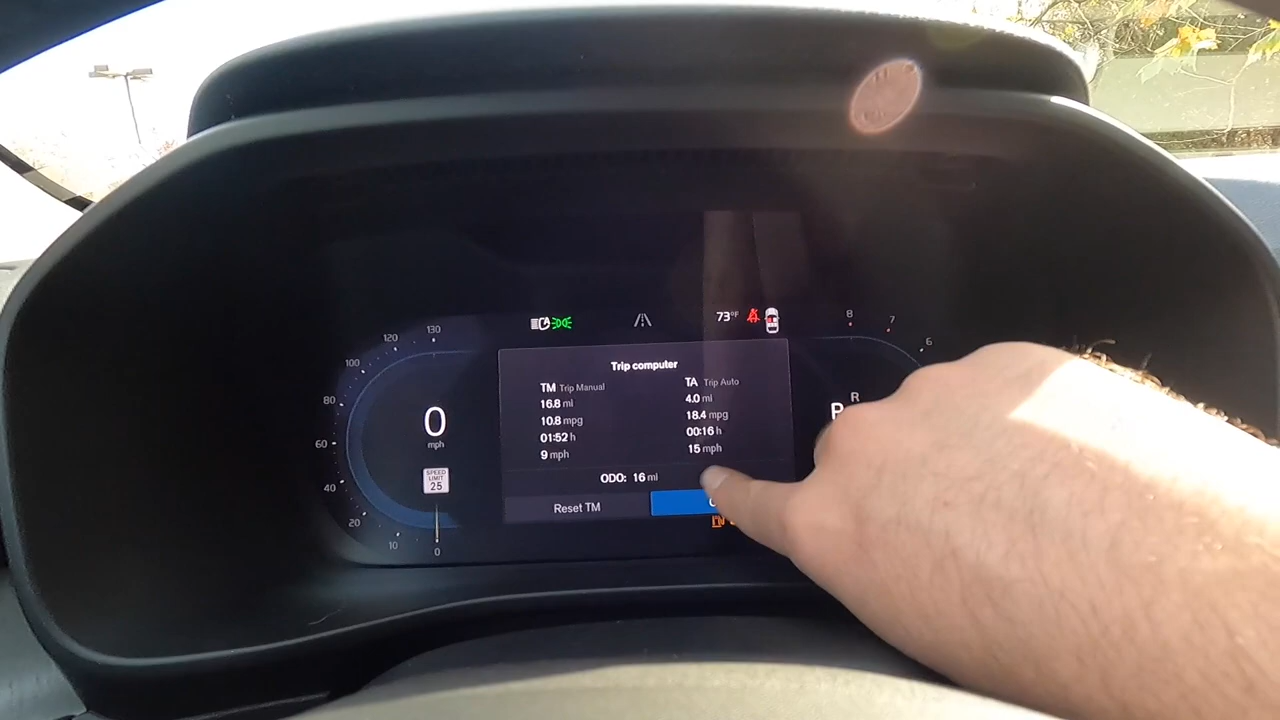 130
120
100
80
60
40
20
10
0
0
mph
SPEED
LIMIT
25
73°F
Trip computer
TM Trip Manual
16.8 mi
10.8 mpg
01:52 h
9 mph
TA Trip Auto
4.0 mi
18.4 mpg
00:16 h
15 mph
ODO: 16 mi
Reset TM
8
7
6
R
P